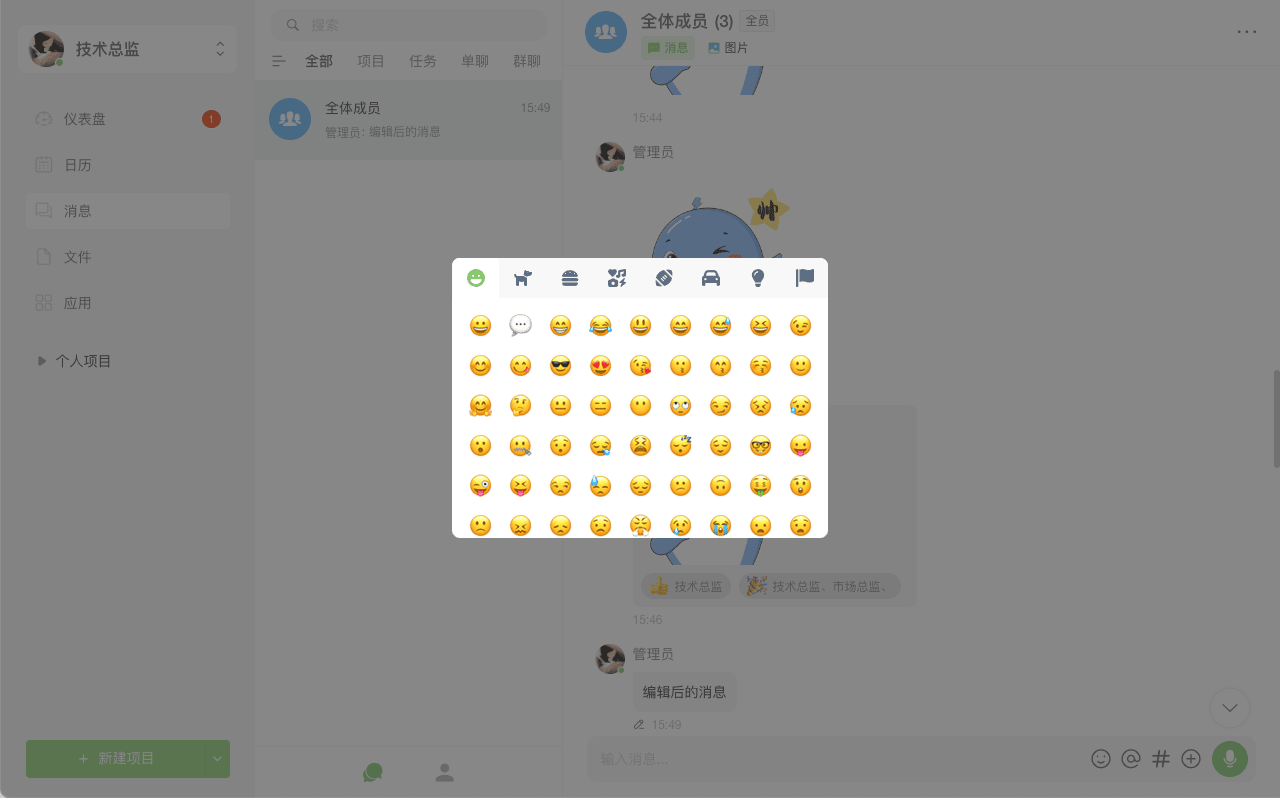 技术总监
仪表盘
1
日历
消息
文件
应用
个人项目
+ 新建项目
搜索
全部 项目 任务 单聊 群聊
全体成员 15:49
管理员: 编辑后的消息
全体成员 (3) 全员
消息 图片
15:44
管理员
帅
技术总监 技术总监、市场总监、
15:46
管理员
编辑后的消息
15:49
输入消息...